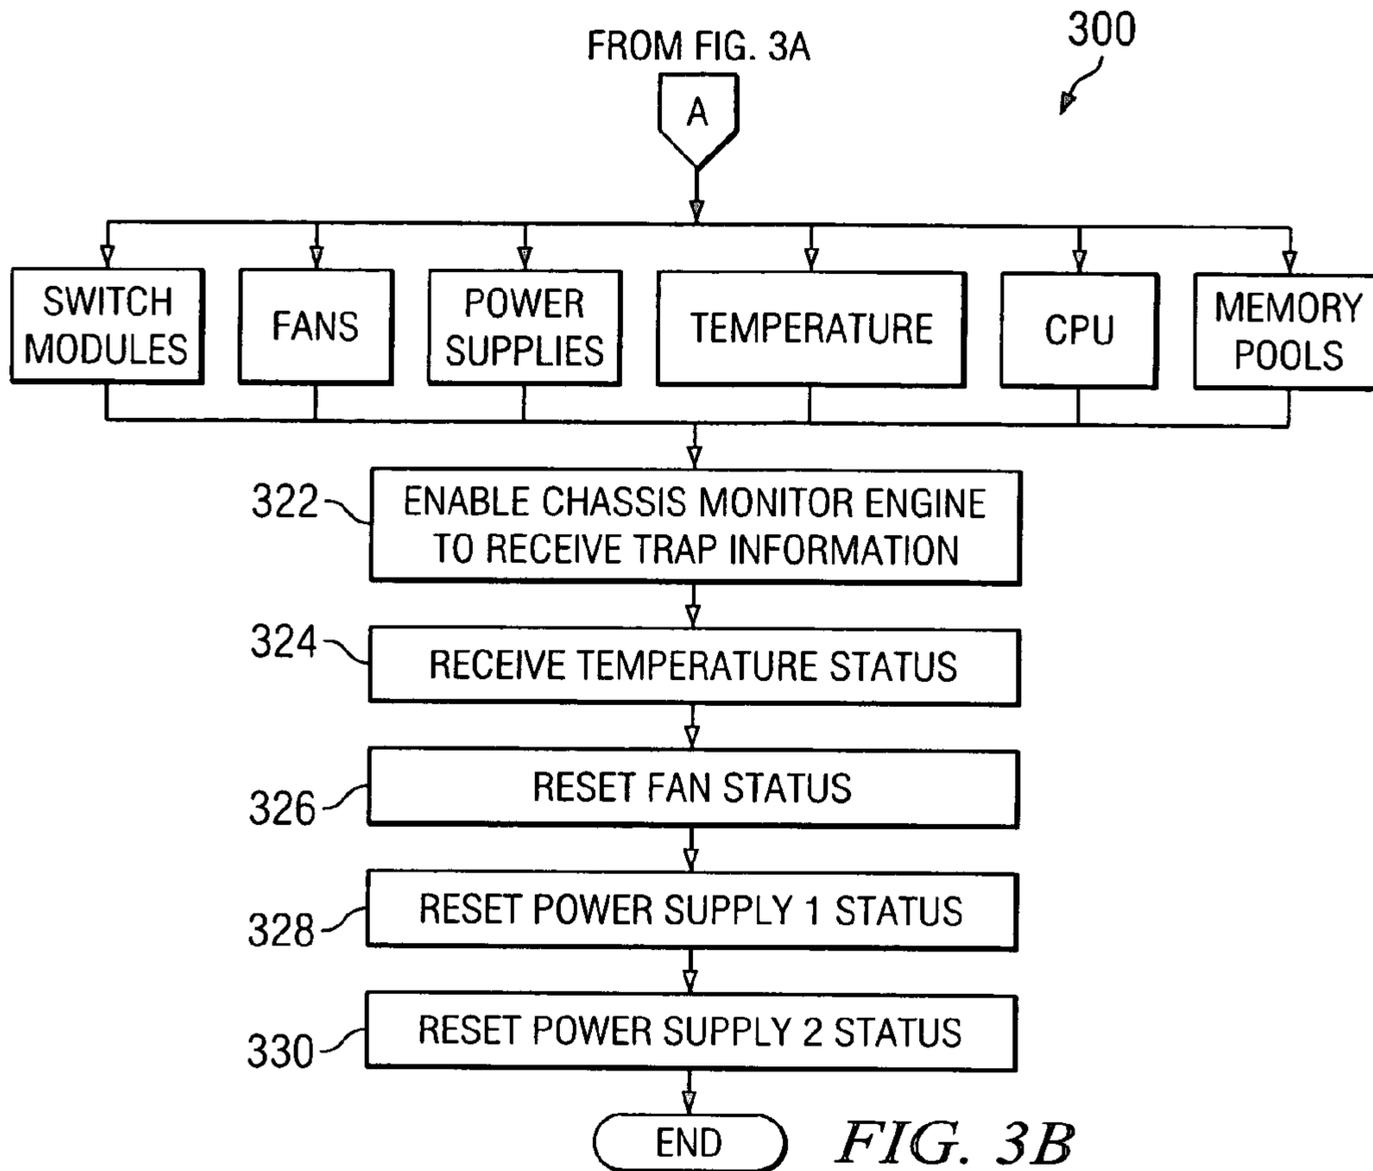 FROM FIG. 3A
300
A
SWITCH
MODULES
FANS
POWER
SUPPLIES
TEMPERATURE
CPU
MEMORY
POOLS
322
ENABLE CHASSIS MONITOR ENGINE
TO RECEIVE TRAP INFORMATION
324
RECEIVE TEMPERATURE STATUS
326
RESET FAN STATUS
328
RESET POWER SUPPLY 1 STATUS
330
RESET POWER SUPPLY 2 STATUS
END
FIG. 3B